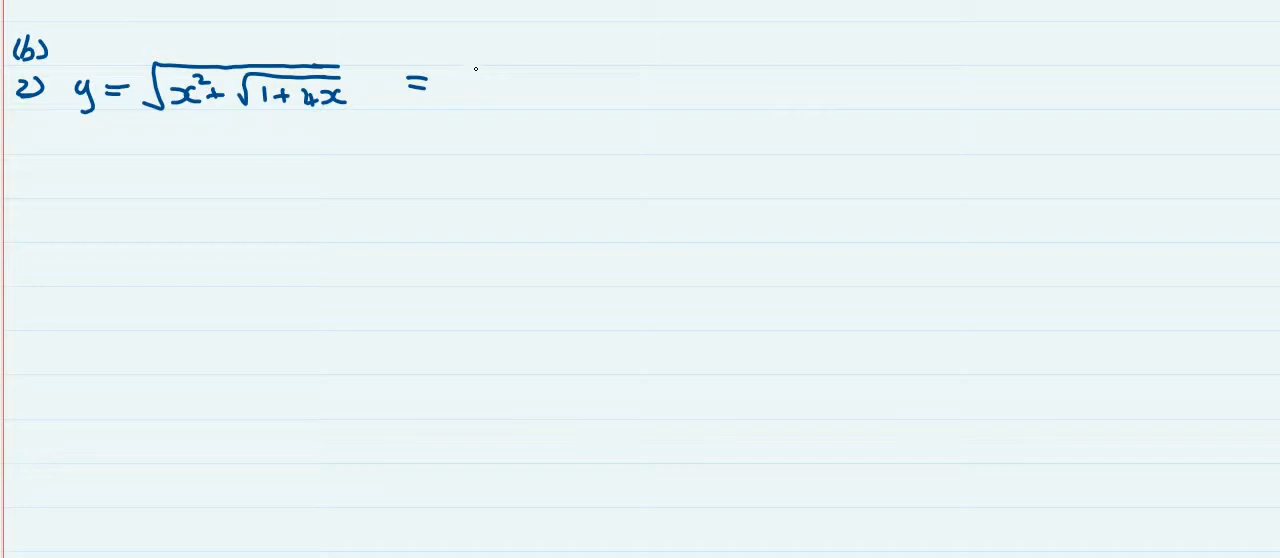 (b)
2) y = √(x² + √(1 + 4x)) =